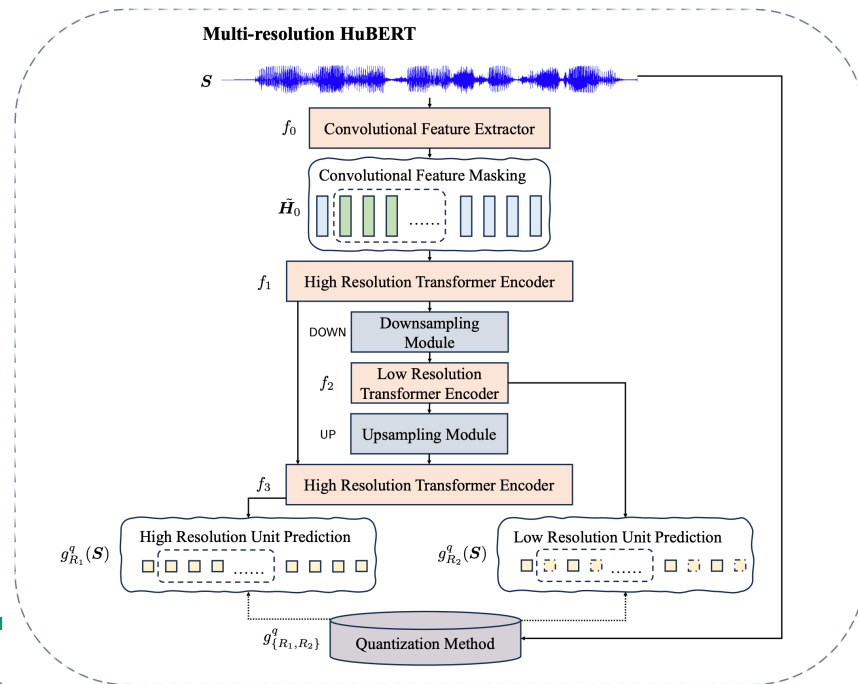 Multi-resolution HuBERT
S
f₀ Convolutional Feature Extractor
Convolutional Feature Masking
H̃₀
......
f₁ High Resolution Transformer Encoder
DOWN
Downsampling
Module
f₂
Low Resolution
Transformer Encoder
UP Upsampling Module
f₃ High Resolution Transformer Encoder
High Resolution Unit Prediction
g^q_{R₁}(S)
......
Low Resolution Unit Prediction
g^q_{R₂}(S)
......
g^q_{{R₁,R₂}}
Quantization Method